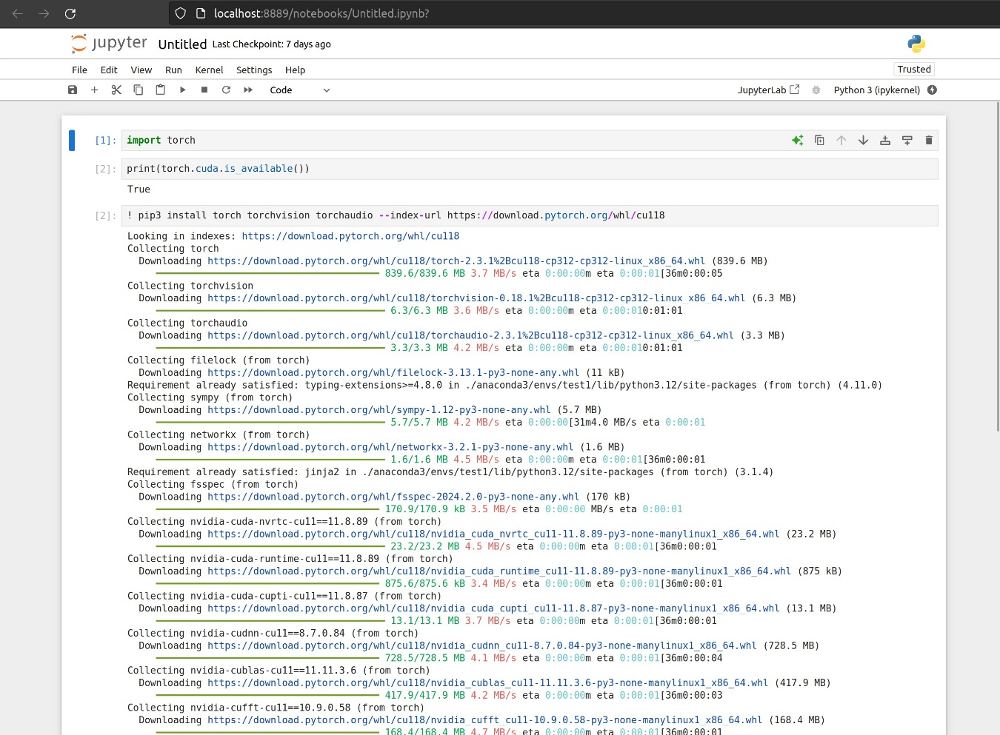 localhost:8889/notebooks/Untitled.ipynb?
jupyter Untitled Last Checkpoint: 7 days ago
File Edit View Run Kernel Settings Help Trusted
Code JupyterLab Python 3 (ipykernel)
[1]: import torch
[2]: print(torch.cuda.is_available())
True
[2]: ! pip3 install torch torchvision torchaudio --index-url https://download.pytorch.org/whl/cu118
Looking in indexes: https://download.pytorch.org/whl/cu118
Collecting torch
Downloading https://download.pytorch.org/whl/cu118/torch-2.3.1%2Bcu118-cp312-cp312-linux_x86_64.whl (839.6 MB)
839.6/839.6 MB 3.7 MB/s eta 0:00:00m eta 0:00:01[36m0:00:05
Collecting torchvision
Downloading https://download.pytorch.org/whl/cu118/torchvision-0.18.1%2Bcu118-cp312-cp312-linux_x86_64.whl (6.3 MB)
6.3/6.3 MB 3.6 MB/s eta 0:00:00m eta 0:00:010:01:01
Collecting torchaudio
Downloading https://download.pytorch.org/whl/cu118/torchaudio-2.3.1%2Bcu118-cp312-cp312-linux_x86_64.whl (3.3 MB)
3.3/3.3 MB 4.2 MB/s eta 0:00:00m eta 0:00:010:01:01
Collecting filelock (from torch)
Downloading https://download.pytorch.org/whl/filelock-3.13.1-py3-none-any.whl (11 kB)
Requirement already satisfied: typing-extensions>=4.8.0 in ./anaconda3/envs/test1/lib/python3.12/site-packages (from torch) (4.11.0)
Collecting sympy (from torch)
Downloading https://download.pytorch.org/whl/sympy-1.12-py3-none-any.whl (5.7 MB)
5.7/5.7 MB 4.2 MB/s eta 0:00:00[31m4.0 MB/s eta 0:00:01
Collecting networkx (from torch)
Downloading https://download.pytorch.org/whl/networkx-3.2.1-py3-none-any.whl (1.6 MB)
1.6/1.6 MB 4.5 MB/s eta 0:00:00m eta 0:00:01[36m0:00:01
Requirement already satisfied: jinja2 in ./anaconda3/envs/test1/lib/python3.12/site-packages (from torch) (3.1.4)
Collecting fsspec (from torch)
Downloading https://download.pytorch.org/whl/fsspec-2024.2.0-py3-none-any.whl (170 kB)
170.9/170.9 kB 3.5 MB/s eta 0:00:00 MB/s eta 0:00:01
Collecting nvidia-cuda-nvrtc-cu11==11.8.89 (from torch)
Downloading https://download.pytorch.org/whl/cu118/nvidia_cuda_nvrtc_cu11-11.8.89-py3-none-manylinux1_x86_64.whl (23.2 MB)
23.2/23.2 MB 4.5 MB/s eta 0:00:00m eta 0:00:01[36m0:00:01
Collecting nvidia-cuda-runtime-cu11==11.8.89 (from torch)
Downloading https://download.pytorch.org/whl/cu118/nvidia_cuda_runtime_cu11-11.8.89-py3-none-manylinux1_x86_64.whl (875 kB)
875.6/875.6 kB 3.4 MB/s eta 0:00:00m eta 0:00:01[36m0:00:01
Collecting nvidia-cuda-cupti-cu11==11.8.87 (from torch)
Downloading https://download.pytorch.org/whl/cu118/nvidia_cuda_cupti_cu11-11.8.87-py3-none-manylinux1_x86_64.whl (13.1 MB)
13.1/13.1 MB 3.7 MB/s eta 0:00:00m eta 0:00:01[36m0:00:01
Collecting nvidia-cudnn-cu11==8.7.0.84 (from torch)
Downloading https://download.pytorch.org/whl/cu118/nvidia_cudnn_cu11-8.7.0.84-py3-none-manylinux1_x86_64.whl (728.5 MB)
728.5/728.5 MB 4.1 MB/s eta 0:00:00m eta 0:00:01[36m0:00:04
Collecting nvidia-cublas-cu11==11.11.3.6 (from torch)
Downloading https://download.pytorch.org/whl/cu118/nvidia_cublas_cu11-11.11.3.6-py3-none-manylinux1_x86_64.whl (417.9 MB)
417.9/417.9 MB 4.2 MB/s eta 0:00:00m eta 0:00:01[36m0:00:03
Collecting nvidia-cufft-cu11==10.9.0.58 (from torch)
Downloading https://download.pytorch.org/whl/cu118/nvidia_cufft_cu11-10.9.0.58-py3-none-manylinux1_x86_64.whl (168.4 MB)
168.4/168.4 MB 4.7 MB/s eta 0:00:00m eta 0:00:01[36m0:00:01